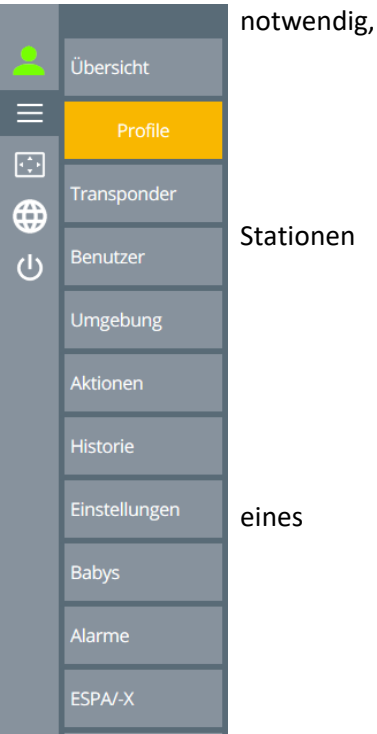 notwendig,
Übersicht
Profile
Transponder
Stationen
Benutzer
Umgebung
Aktionen
Historie
Einstellungen
eines
Babys
Alarme
ESPA/-X